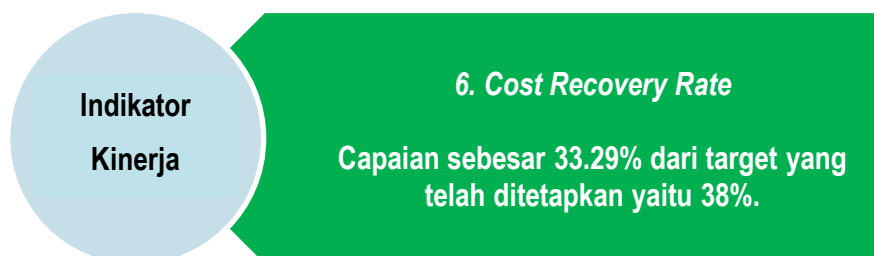 Indikator
Kinerja
6. Cost Recovery Rate
Capaian sebesar 33.29% dari target yang
telah ditetapkan yaitu 38%.